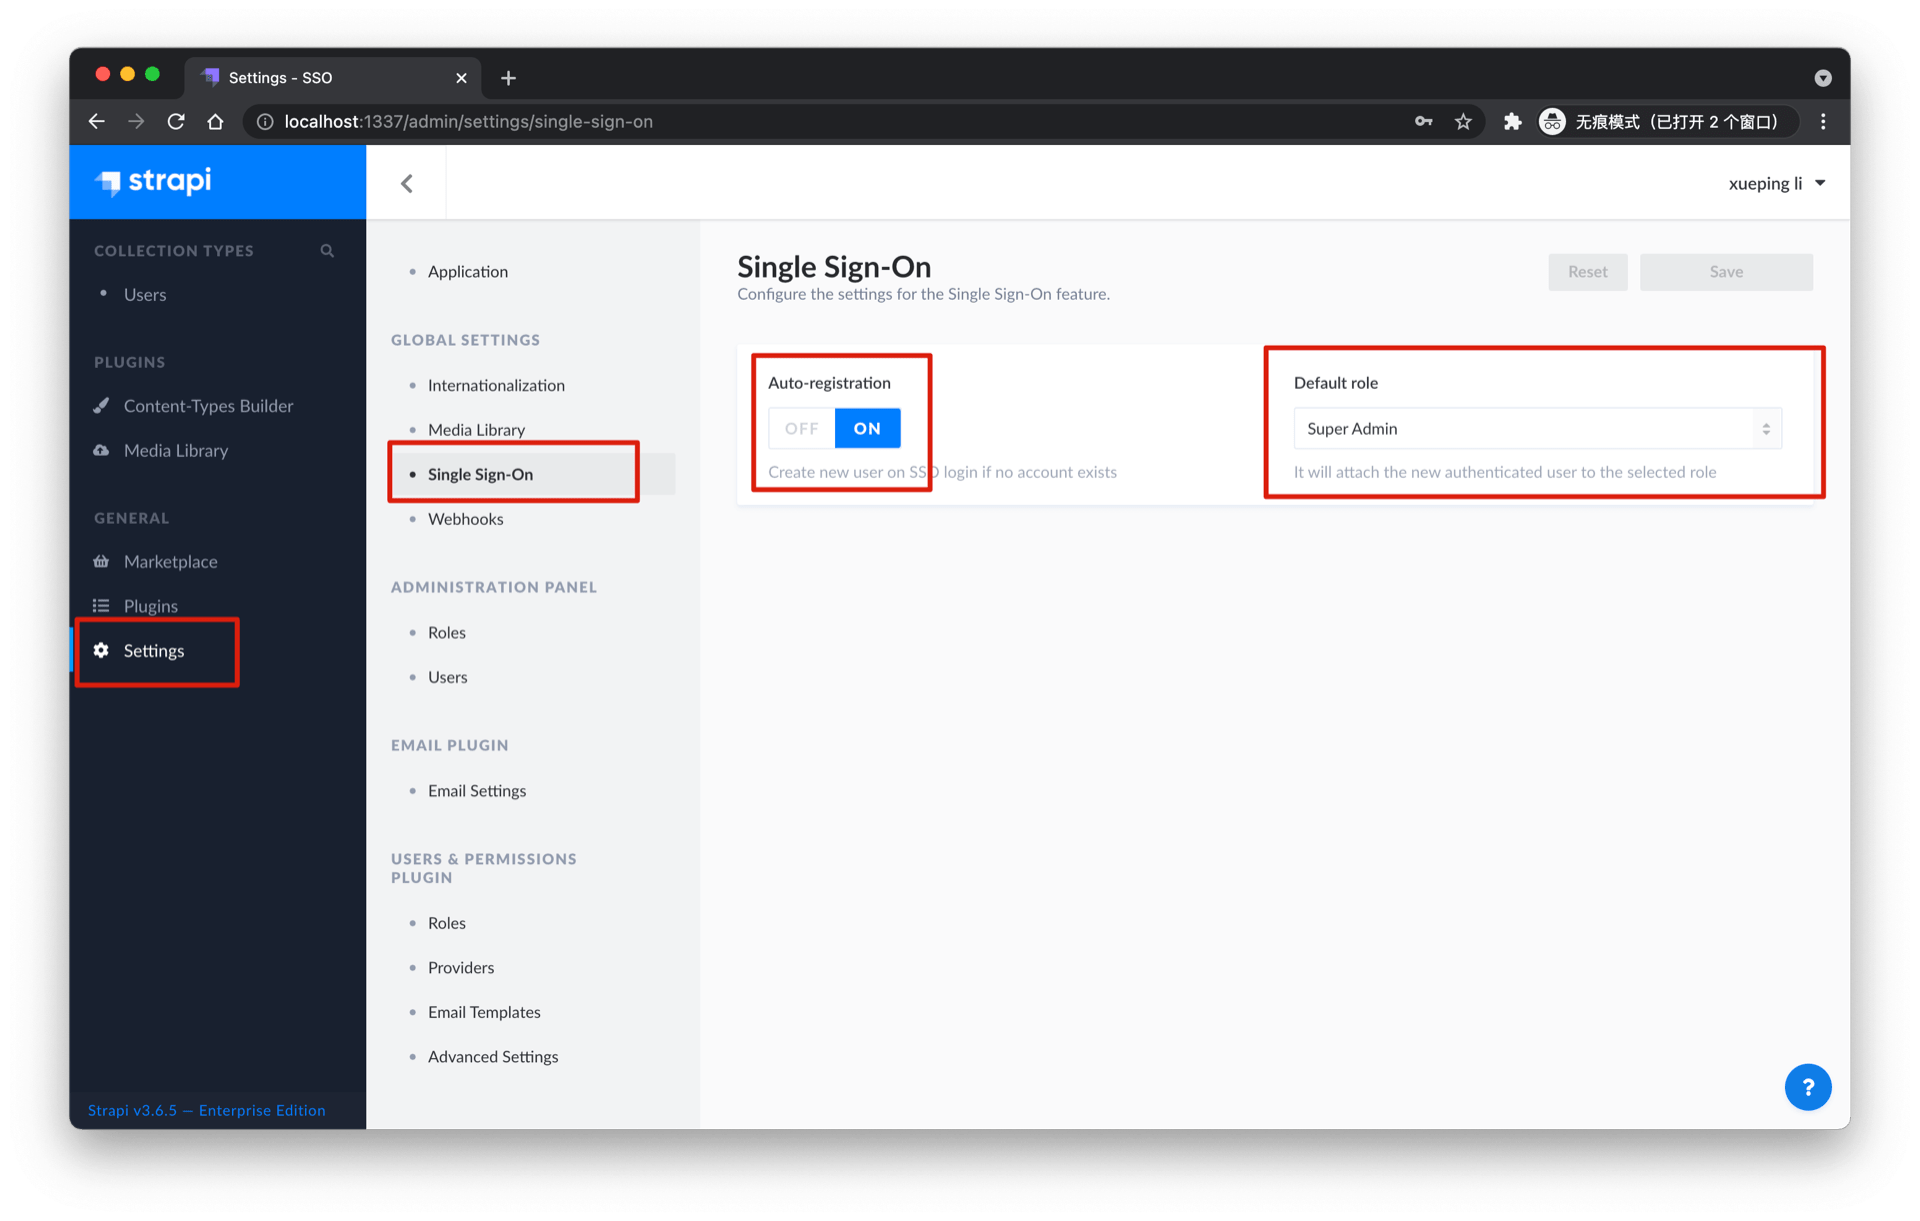 Settings - SSO
localhost:1337/admin/settings/single-sign-on
无痕模式（已打开 2 个窗口）
strapi
xueping li
COLLECTION TYPES
Users
PLUGINS
Content-Types Builder
Media Library
GENERAL
Marketplace
Plugins
Settings
Strapi v3.6.5 — Enterprise Edition
Application
GLOBAL SETTINGS
Internationalization
Media Library
Single Sign-On
Webhooks
ADMINISTRATION PANEL
Roles
Users
EMAIL PLUGIN
Email Settings
USERS & PERMISSIONS
PLUGIN
Roles
Providers
Email Templates
Advanced Settings
Single Sign-On
Configure the settings for the Single Sign-On feature.
Reset
Save
Auto-registration
OFF
ON
Create new user on SSO login if no account exists
Default role
Super Admin
It will attach the new authenticated user to the selected role
?